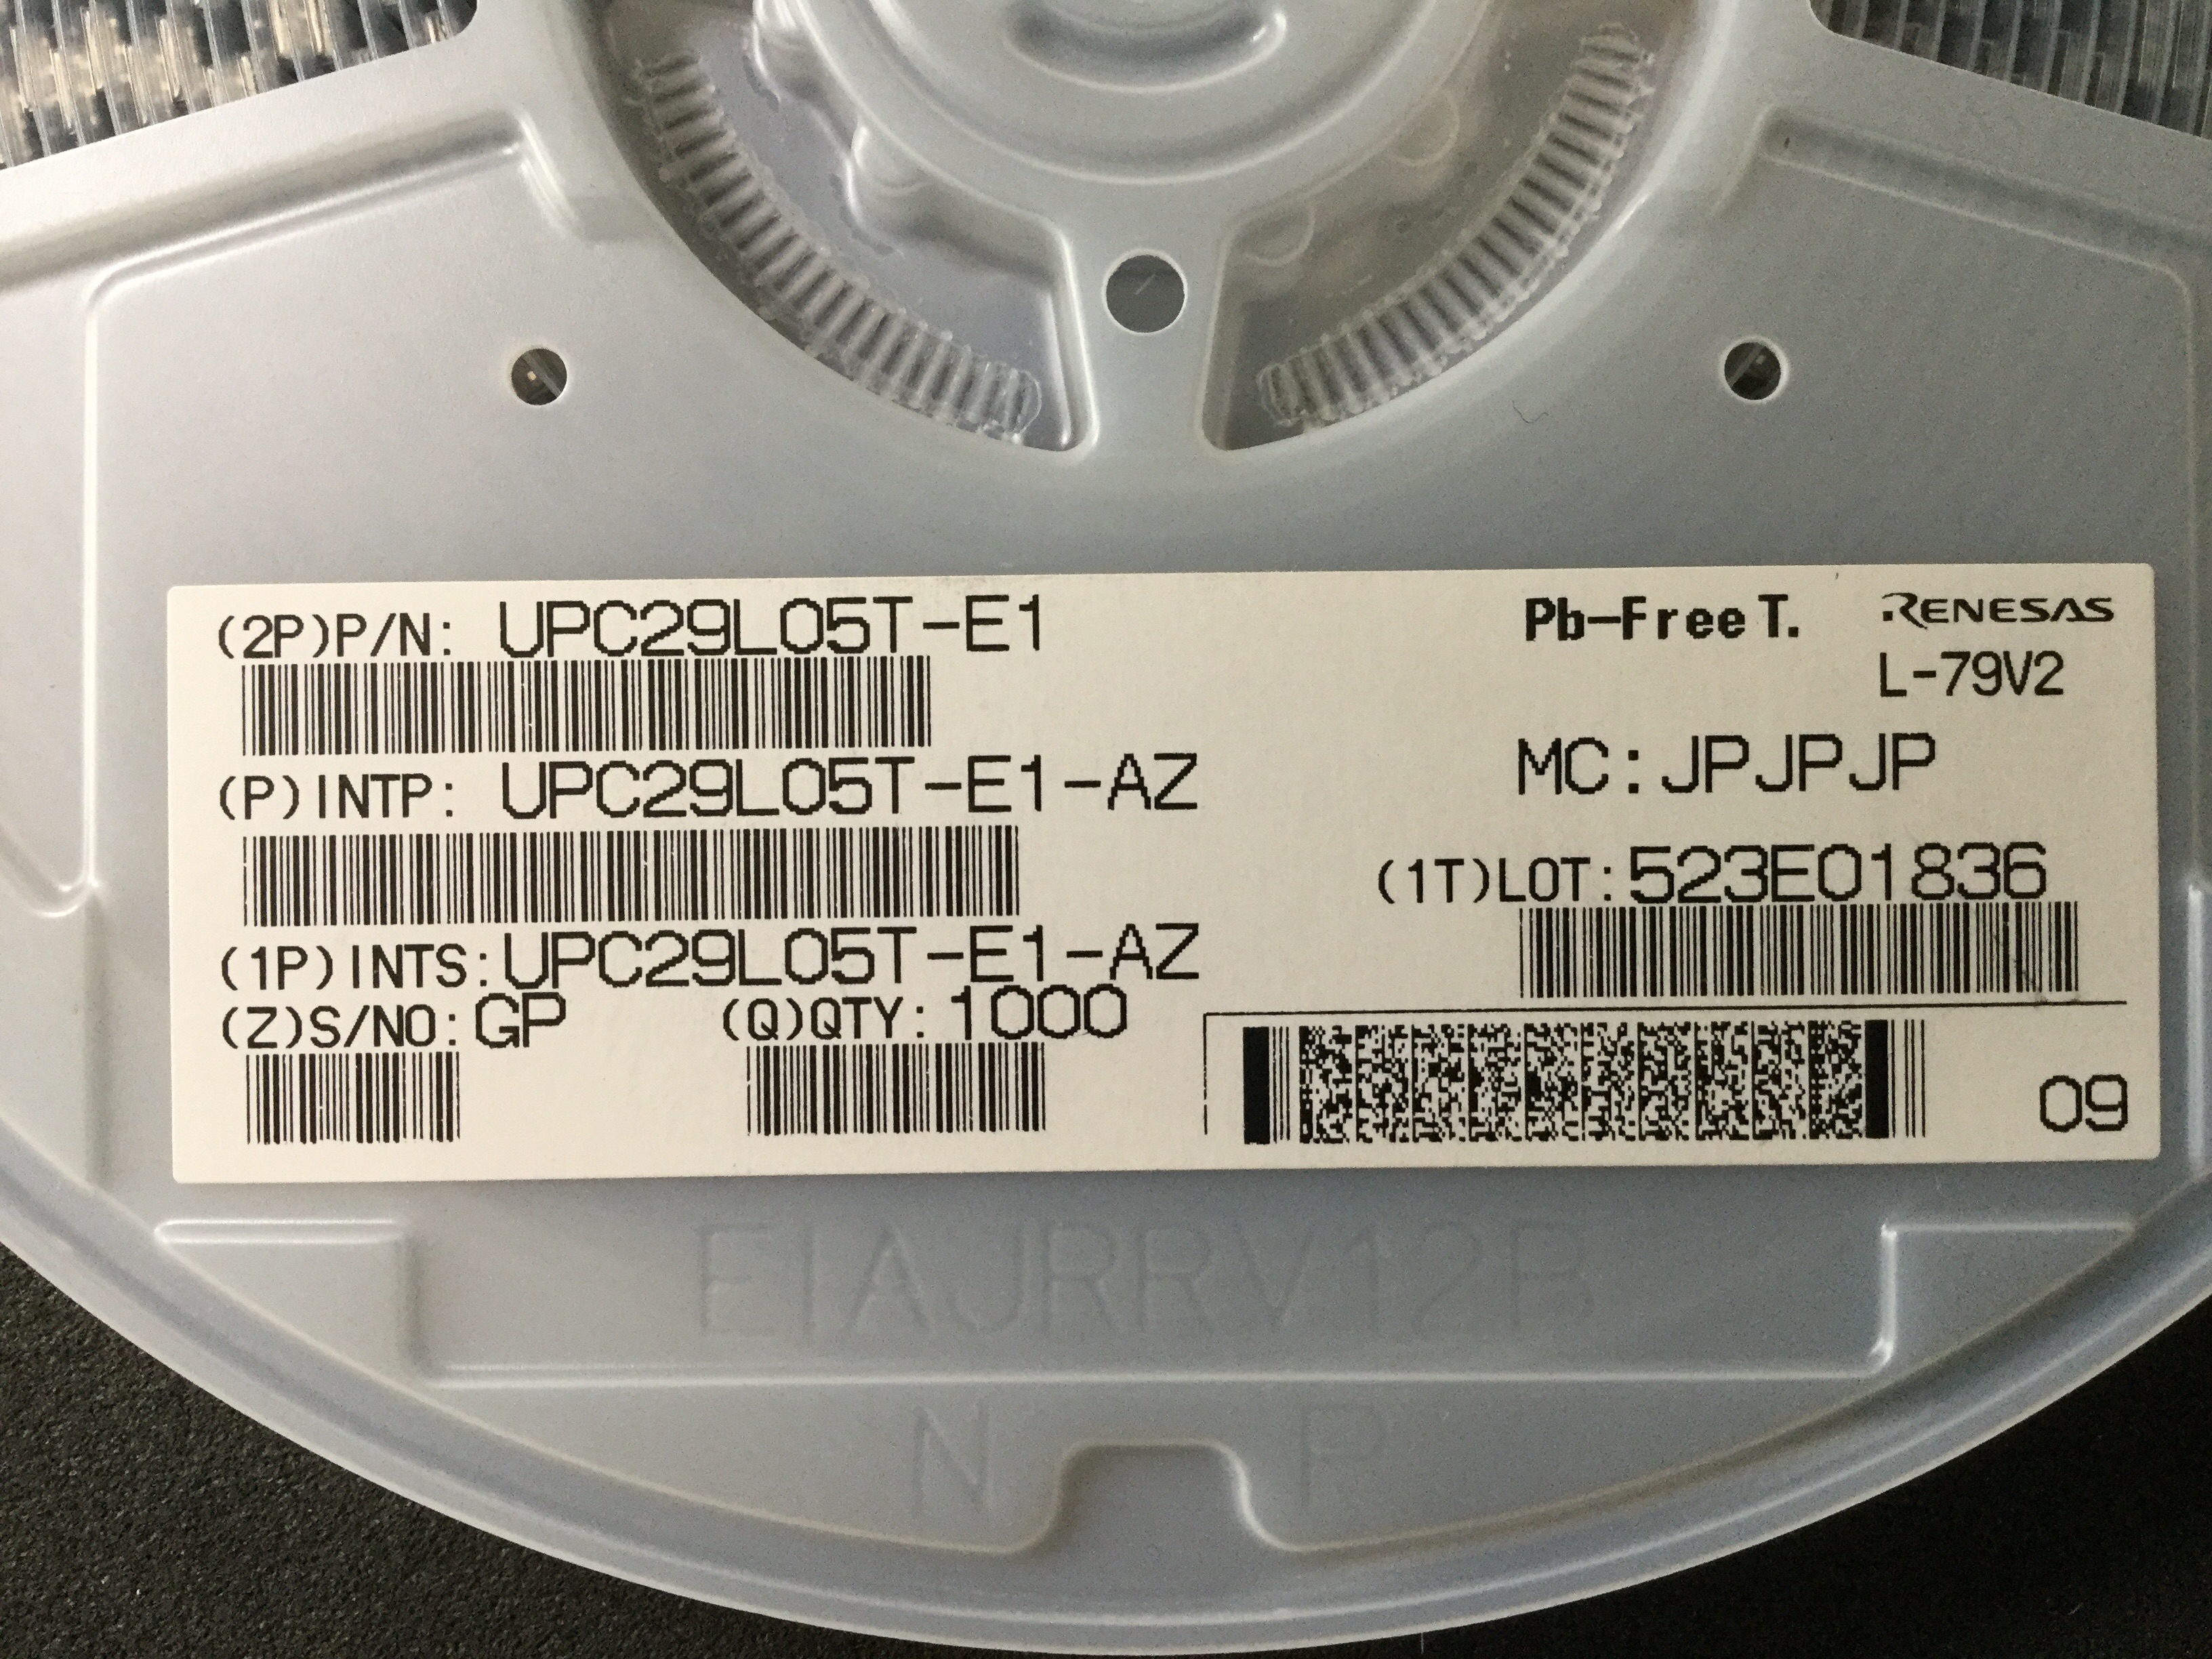 (2P)P/N: UPC29L05T-E1
Pb-Free T.
RENESAS
L-79V2
(P)INTP: UPC29L05T-E1-AZ
MC:JPJPJP
(1T)LOT:523E01836
(1P)INTS:UPC29L05T-E1-AZ
(Z)S/NO:GP (Q)QTY:1000
09
EIAJRRV12B
N P